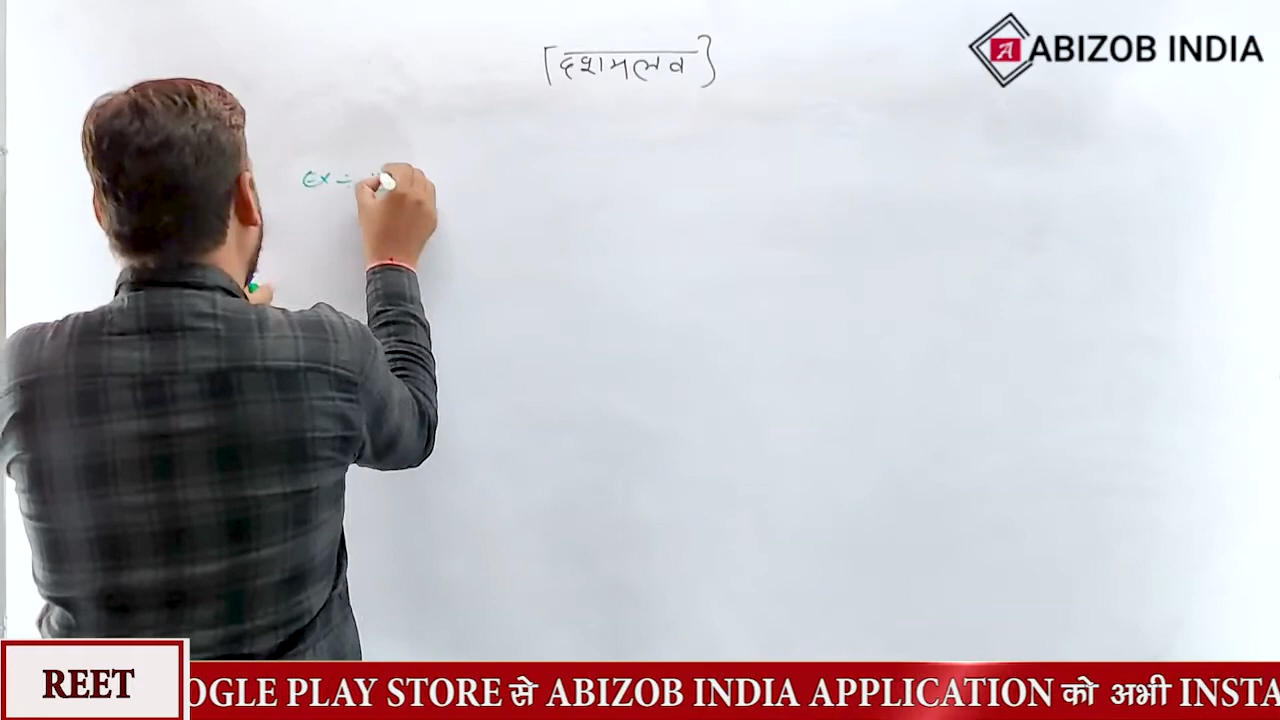 [दशमलव}
ABIZOB INDIA
Ex ÷
REET
OGLE PLAY STORE से ABIZOB INDIA APPLICATION को अभी INSTA